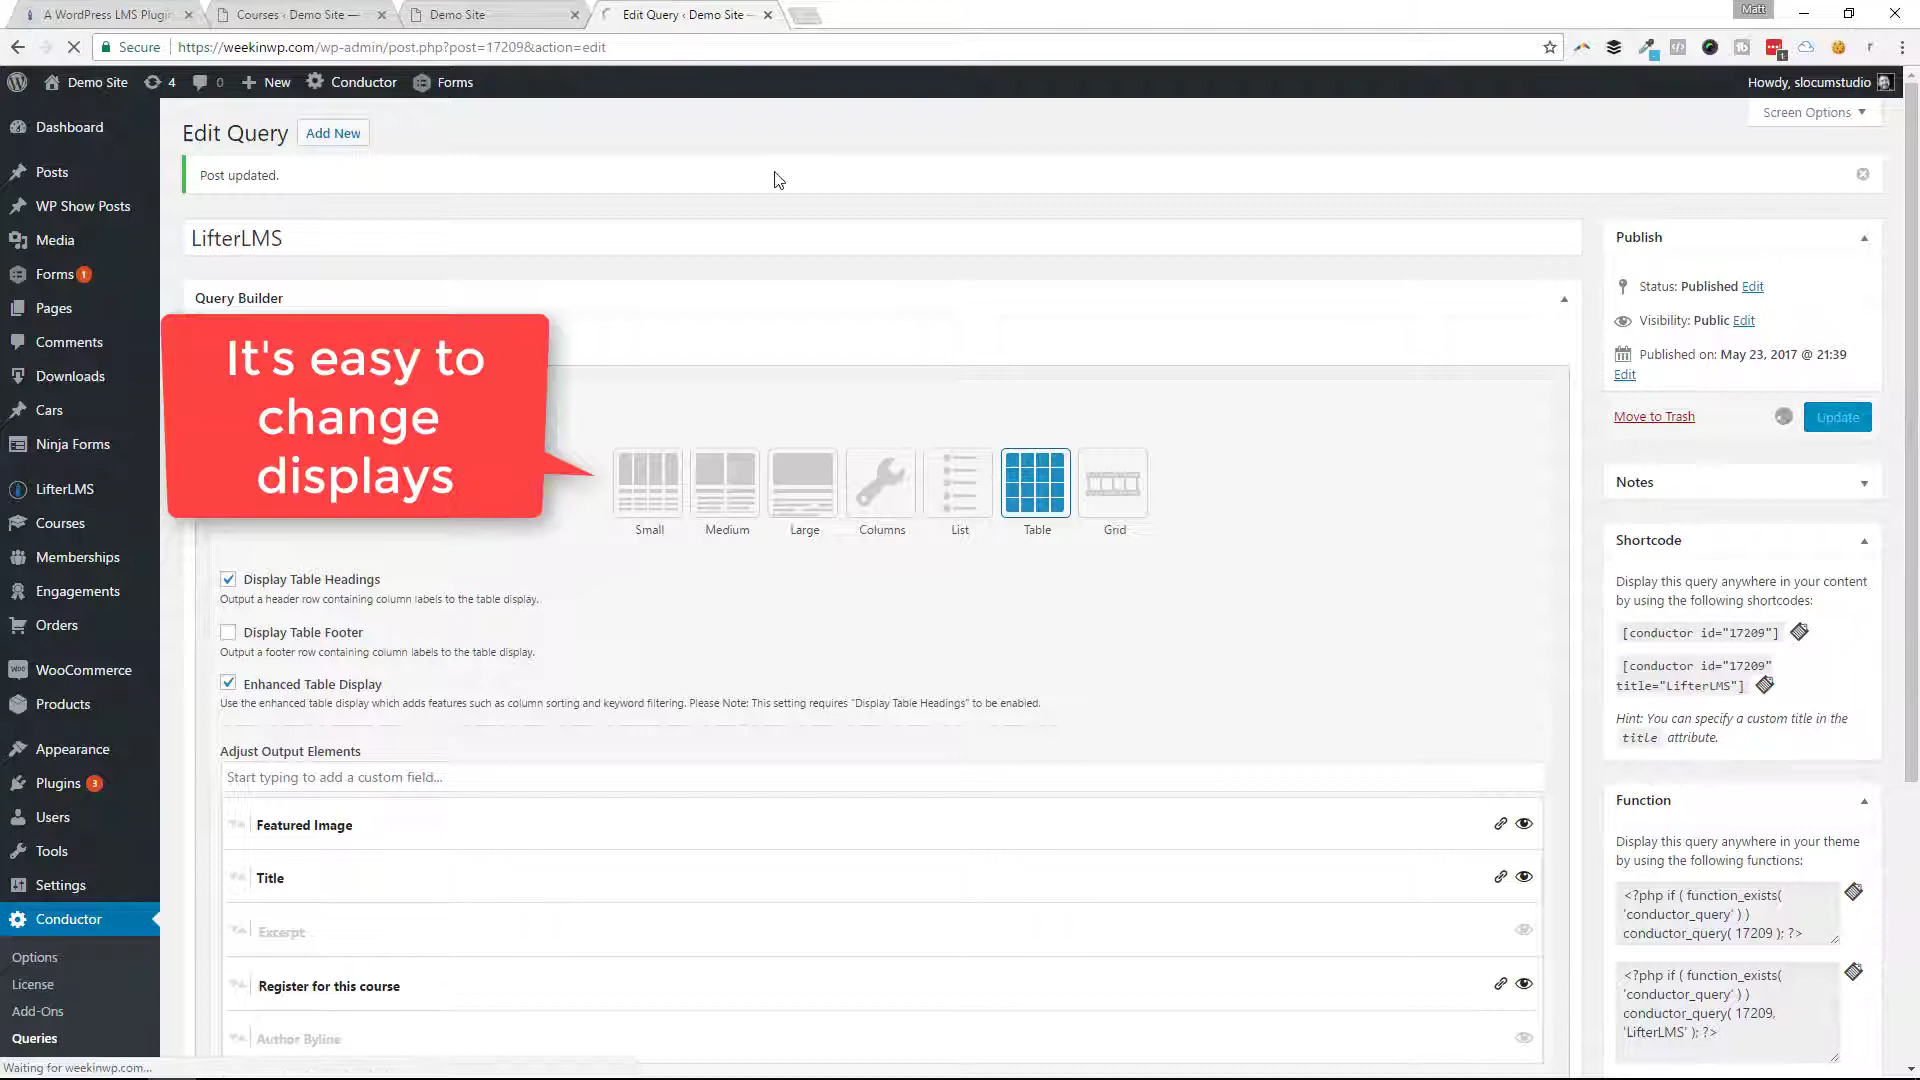 A WordPress LMS Plugin
Courses ‹ Demo Site —
Demo Site
Edit Query ‹ Demo Site —
Matt
Secure
https://weekinwp.com/wp-admin/post.php?post=17209&action=edit
Demo Site
4
0
New
Conductor
Forms
Howdy, slocumstudio
Screen Options
Dashboard
Posts
WP Show Posts
Media
Forms 1
Pages
Comments
Downloads
Cars
Ninja Forms
LifterLMS
Courses
Memberships
Engagements
Orders
WooCommerce
Products
Appearance
Plugins 3
Users
Tools
Settings
Conductor
Options
License
Add-Ons
Queries
Waiting for weekinwp.com...
Edit Query
Add New
Post updated.
LifterLMS
Query Builder
It's easy to
change
displays
Small
Medium
Large
Columns
List
Table
Grid
Display Table Headings
Output a header row containing column labels to the table display.
Display Table Footer
Output a footer row containing column labels to the table display.
Enhanced Table Display
Use the enhanced table display which adds features such as column sorting and keyword filtering. Please Note: This setting requires "Display Table Headings" to be enabled.
Adjust Output Elements
Start typing to add a custom field...
Featured Image
Title
Excerpt
Register for this course
Author Byline
Publish
Status: Published Edit
Visibility: Public Edit
Published on: May 23, 2017 @ 21:39
Edit
Move to Trash
Update
Notes
Shortcode
Display this query anywhere in your content
by using the following shortcodes:
[conductor id="17209"]
[conductor id="17209"
title="LifterLMS"]
Hint: You can specify a custom title in the
title attribute.
Function
Display this query anywhere in your theme
by using the following functions:
<?php if ( function_exists(
'conductor_query' ) )
conductor_query( 17209 ); ?>
<?php if ( function_exists(
'conductor_query' ) )
conductor_query( 17209,
'LifterLMS' ); ?>